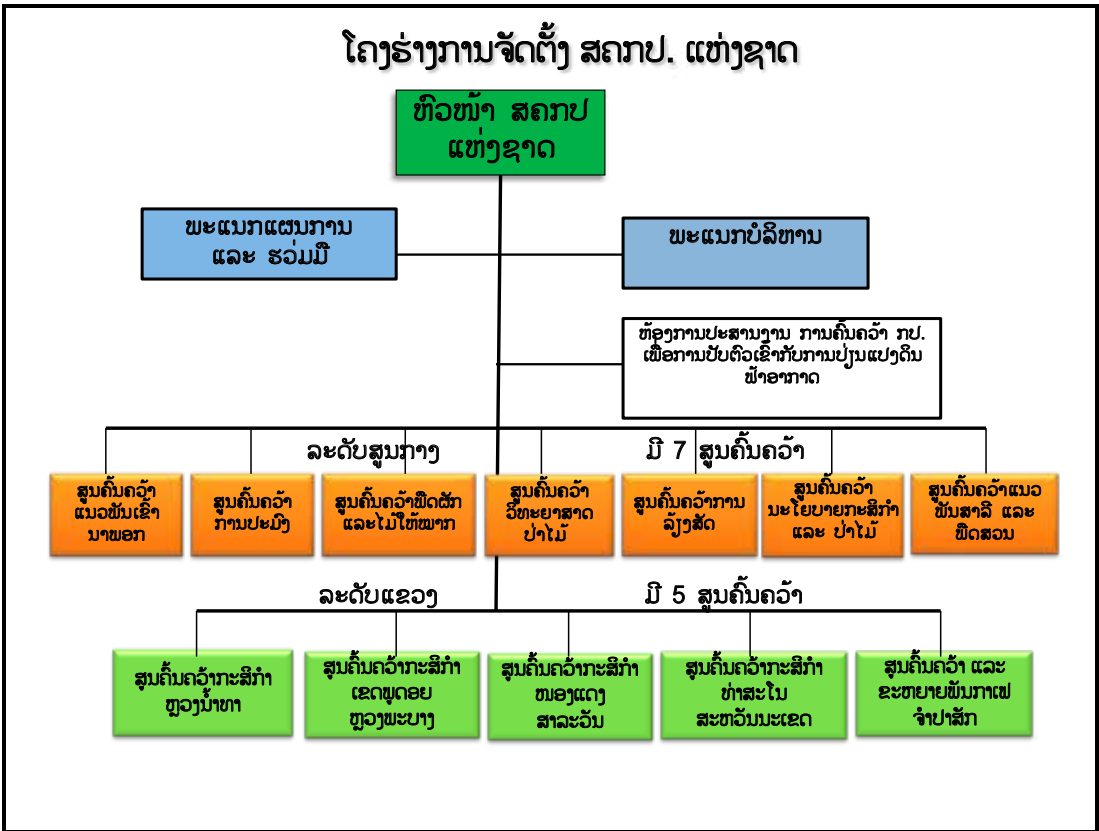 ໂຄງຮ່າງການຈັດຕັ້ງ ສຄກປ. ແຫ່ງຊາດ
ຫົວໜ້າ ສຄກປ
ແຫ່ງຊາດ
ພະແນກແຜນການ
ແລະ ຮວ່ມມື
ພະແນກບໍລິຫານ
ຫ້ອງການປະສານງານ ການຄົ້ນຄວ້າ ກປ.
ເພື່ອການປັບຕົວເຂົ້າກັບການປ່ຽນແປງດິນ
ຟ້າອາກາດ
ລະດັບສູນກາງ ມີ 7 ສູນຄົ້ນຄວ້າ
ສູນຄົ້ນຄວ້າ
ແນວພັນເຂົ້າ
ນາພອກ
ສູນຄົ້ນຄວ້າ
ການປະມົງ
ສູນຄົ້ນຄວ້າພືດຜັກ
ແລະໄມ້ໃຫ້ໝາກ
ສູນຄົ້ນຄວ້າ
ວິທະຍາສາດ
ປ່າໄມ້
ສູນຄົ້ນຄວ້າການ
ລ້ຽງສັດ
ສູນຄົ້ນຄວ້າ
ນະໂຍບາຍກະສິກຳ
ແລະ ປ່າໄມ້
ສູນຄົ້ນຄວ້າແນວ
ພັນສາລີ ແລະ
ພືດສວນ
ລະດັບແຂວງ ມີ 5 ສູນຄົ້ນຄວ້າ
ສູນຄົ້ນຄວ້າກະສິກຳ
ຫຼວງນ້ຳທາ
ສູນຄົ້ນຄວ້າກະສິກຳ
ເຂດພູດອຍ
ຫຼວງພະບາງ
ສູນຄົ້ນຄວ້າກະສິກຳ
ໜອງແດງ
ສາລະວັນ
ສູນຄົ້ນຄວ້າກະສິກຳ
ທ່າສະໂນ
ສະຫວັນນະເຂດ
ສູນຄົ້ນຄວ້າ ແລະ
ຂະຫຍາຍພັນກາເຟ
ຈຳປາສັກ